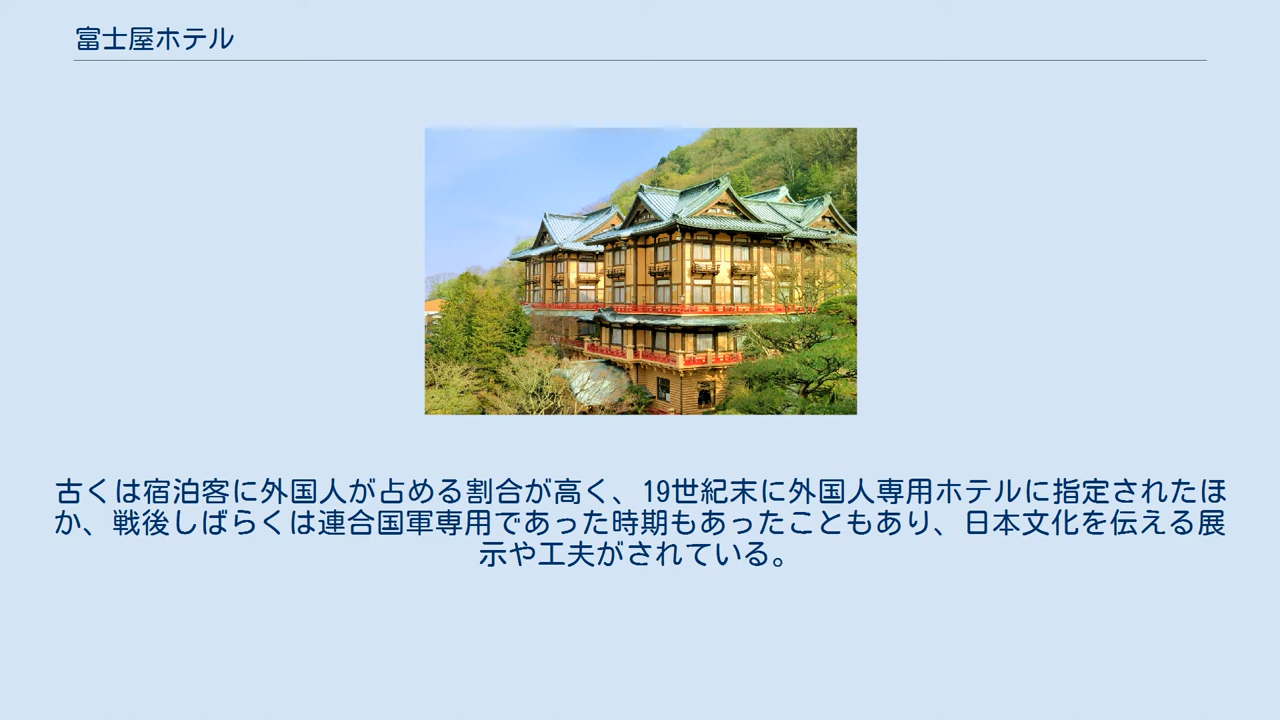 富士屋ホテル
古くは宿泊客に外国人が占める割合が高く、19世紀末に外国人専用ホテルに指定されたほ
か、戦後しばらくは連合国軍専用であった時期もあったこともあり、日本文化を伝える展
示や工夫がされている。